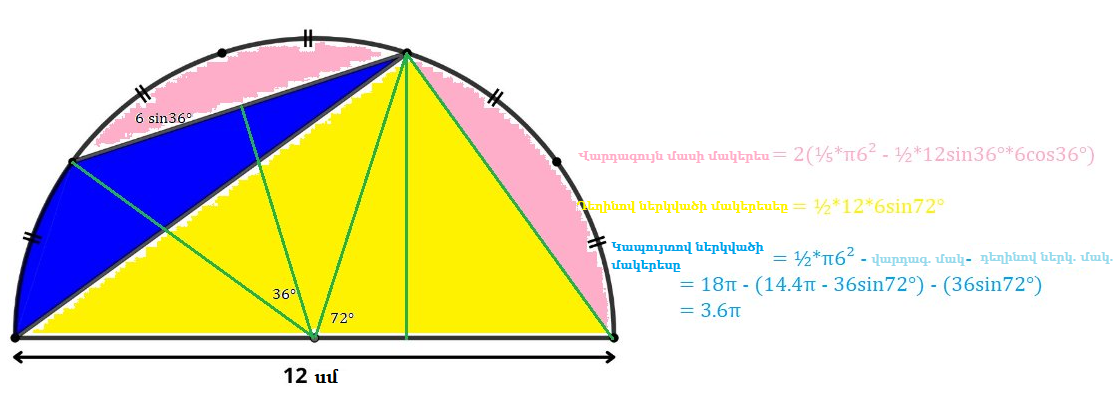 6 sin36°
36°
72°
12 սմ
Վարդագույն մասի մակերես = 2(⅕*π6² - ½*12sin36°*6cos36°)
Դեղինով ներկվածի մակերեսը = ½*12*6sin72°
Կապույտով ներկվածի
մակերեսը = ½*π6² - վարդագ. մակ- դեղինով ներկ. մակ.
= 18π - (14.4π - 36sin72°) - (36sin72°)
= 3.6π